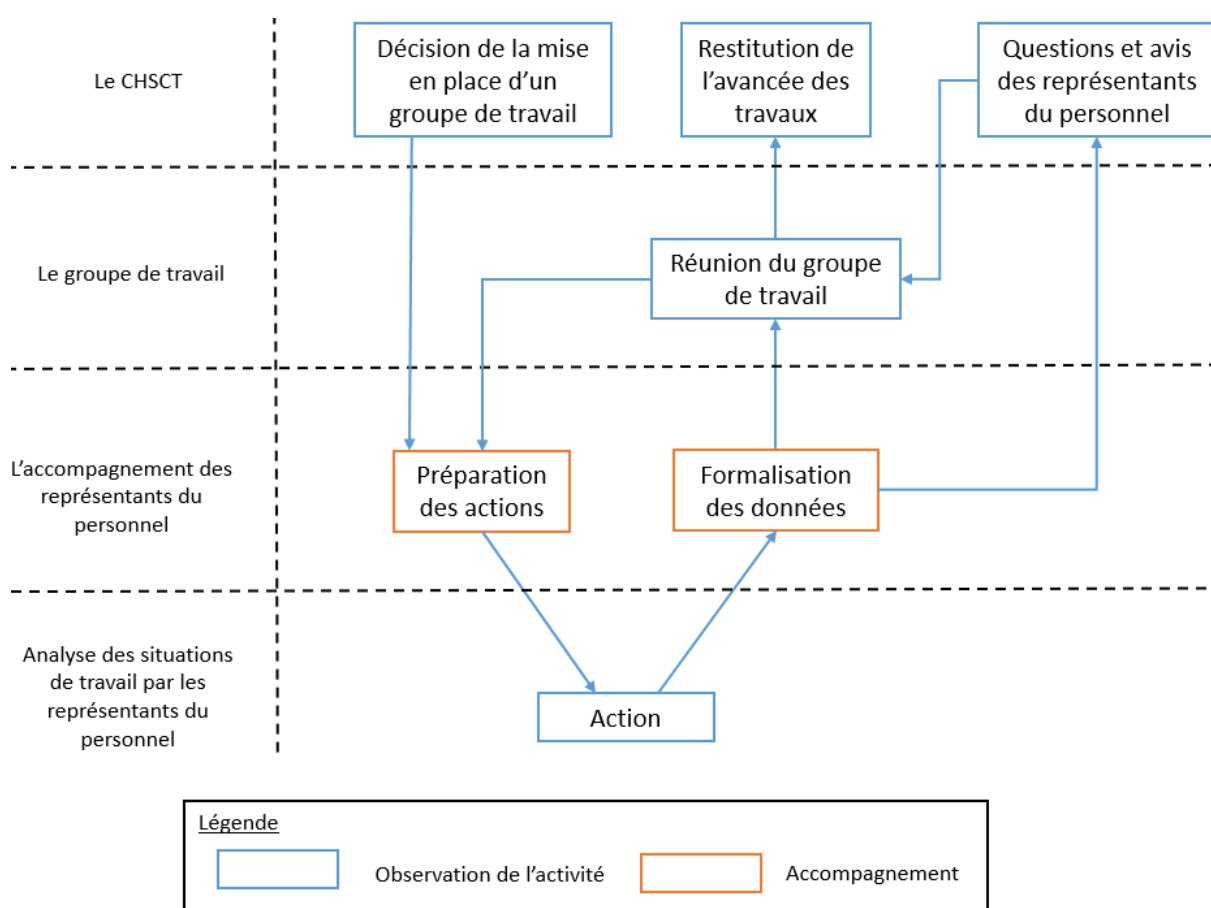 Le CHSCT
Décision de la mise
en place d'un
groupe de travail
Restitution de
l'avancée des
travaux
Questions et avis
des représentants
du personnel
Le groupe de travail
Réunion du groupe
de travail
L'accompagnement des
représentants du
personnel
Préparation
des actions
Formalisation
des données
Analyse des situations
de travail par les
représentants du
personnel
Action
Légende
Observation de l'activité
Accompagnement